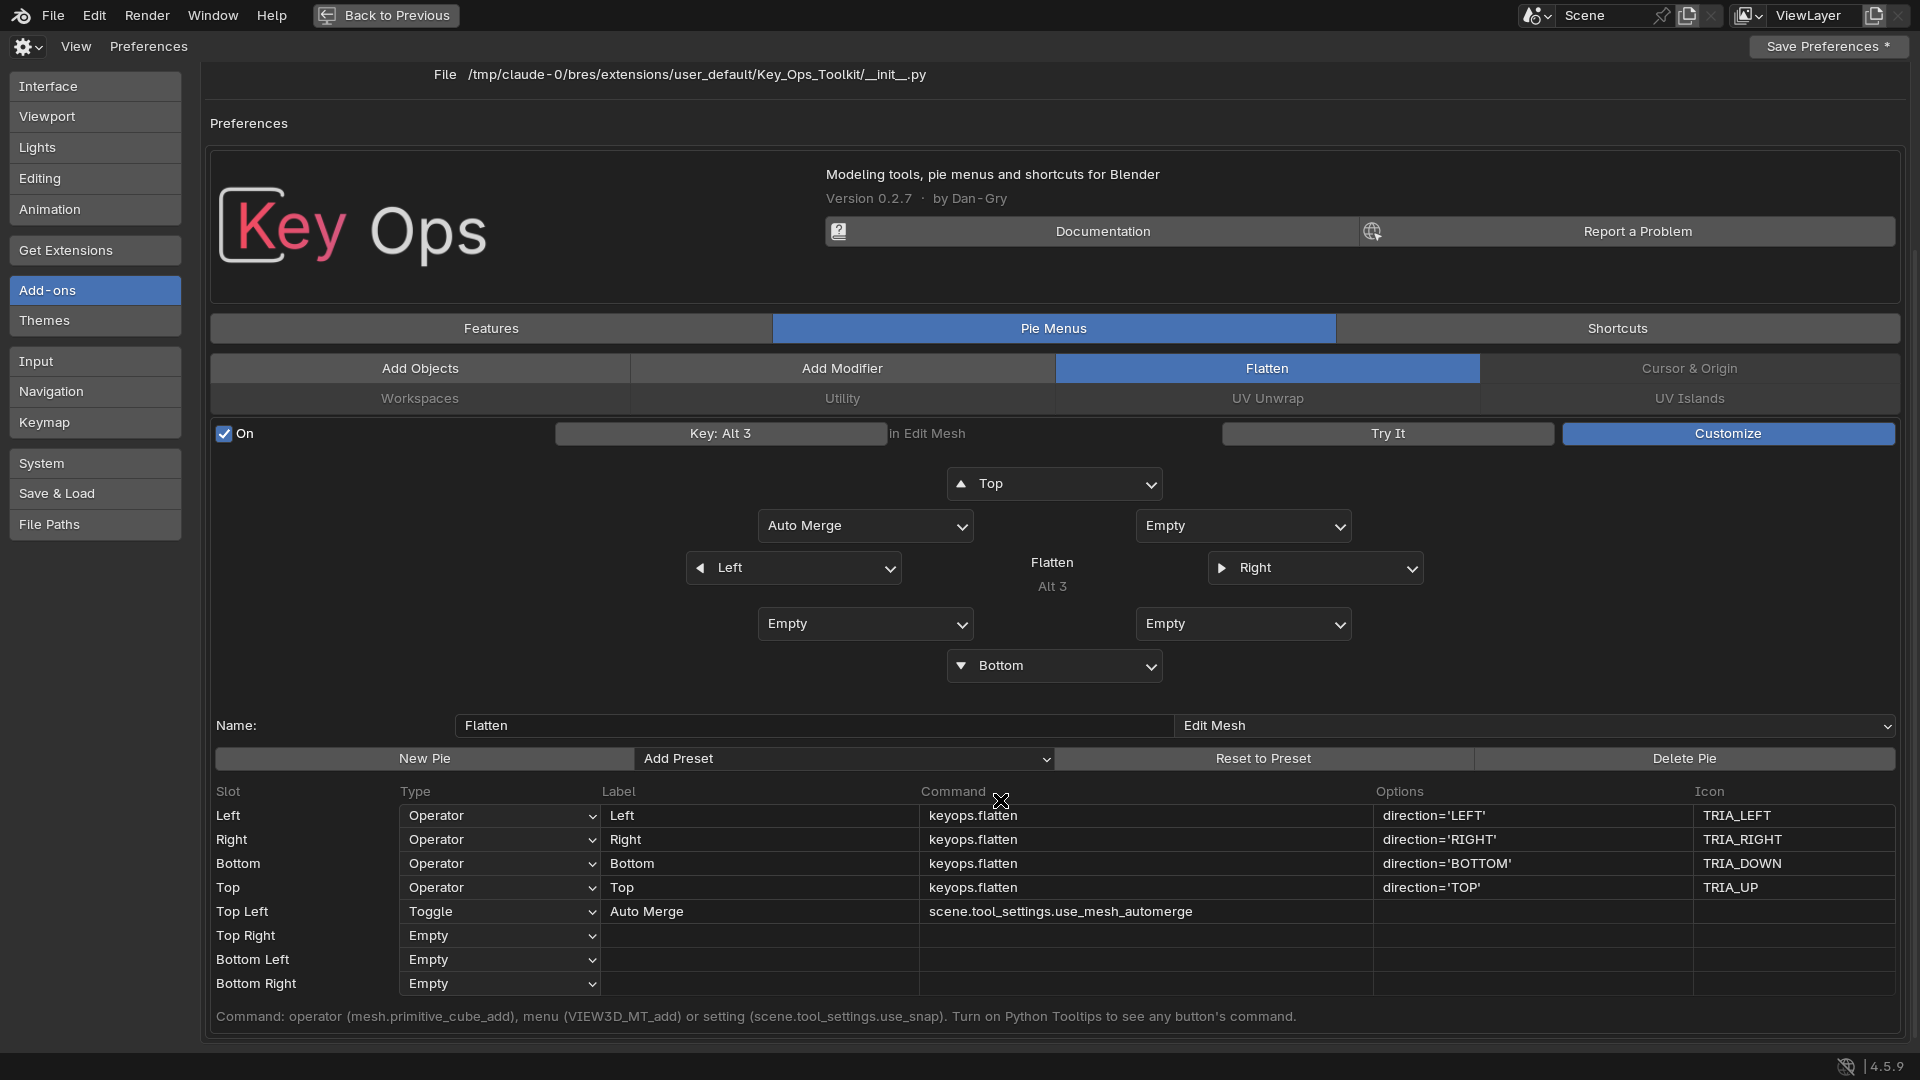 File Edit Render Window Help Back to Previous Scene ViewLayer
View Preferences Save Preferences *
Interface
Viewport
Lights
Editing
Animation
Get Extensions
Add-ons
Themes
Input
Navigation
Keymap
System
Save & Load
File Paths
File /tmp/claude-0/bres/extensions/user_default/Key_Ops_Toolkit/__init__.py
Preferences
Key Ops
Modeling tools, pie menus and shortcuts for Blender
Version 0.2.7 · by Dan-Gry
Documentation Report a Problem
Features Pie Menus Shortcuts
Add Objects Add Modifier Flatten Cursor & Origin
Workspaces Utility UV Unwrap UV Islands
On Key: Alt 3 in Edit Mesh Try It Customize
Top
Auto Merge Empty
Left Flatten Right
Alt 3
Empty Empty
Bottom
Name: Flatten Edit Mesh
New Pie Add Preset Reset to Preset Delete Pie
Slot Type Label Command Options Icon
Left Operator Left keyops.flatten direction='LEFT' TRIA_LEFT
Right Operator Right keyops.flatten direction='RIGHT' TRIA_RIGHT
Bottom Operator Bottom keyops.flatten direction='BOTTOM' TRIA_DOWN
Top Operator Top keyops.flatten direction='TOP' TRIA_UP
Top Left Toggle Auto Merge scene.tool_settings.use_mesh_automerge
Top Right Empty
Bottom Left Empty
Bottom Right Empty
Command: operator (mesh.primitive_cube_add), menu (VIEW3D_MT_add) or setting (scene.tool_settings.use_snap). Turn on Python Tooltips to see any button's command.
4.5.9